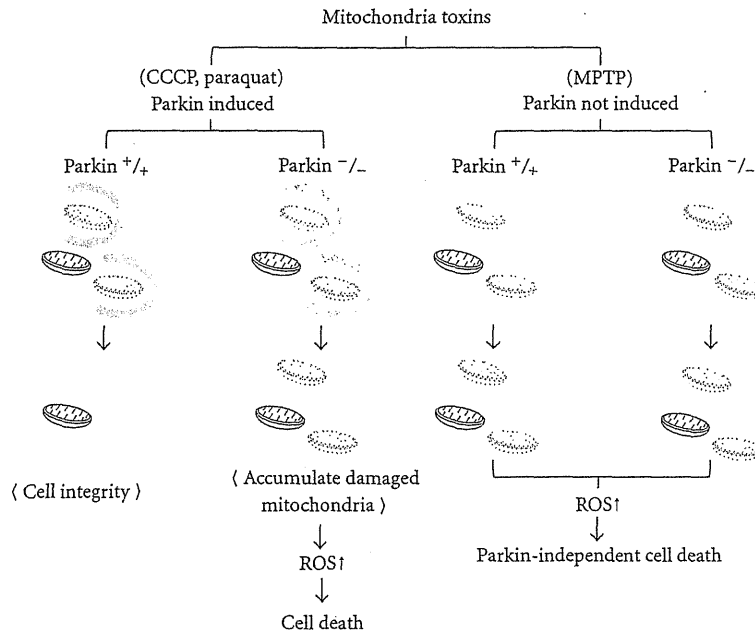 Mitochondria toxins
(CCCP, paraquat)
Parkin induced
(MPTP)
Parkin not induced
Parkin +/+
Parkin −/−
Parkin +/+
Parkin −/−
⟨ Cell integrity ⟩
⟨ Accumulate damaged
mitochondria ⟩
ROS↑
Cell death
ROS↑
Parkin-independent cell death